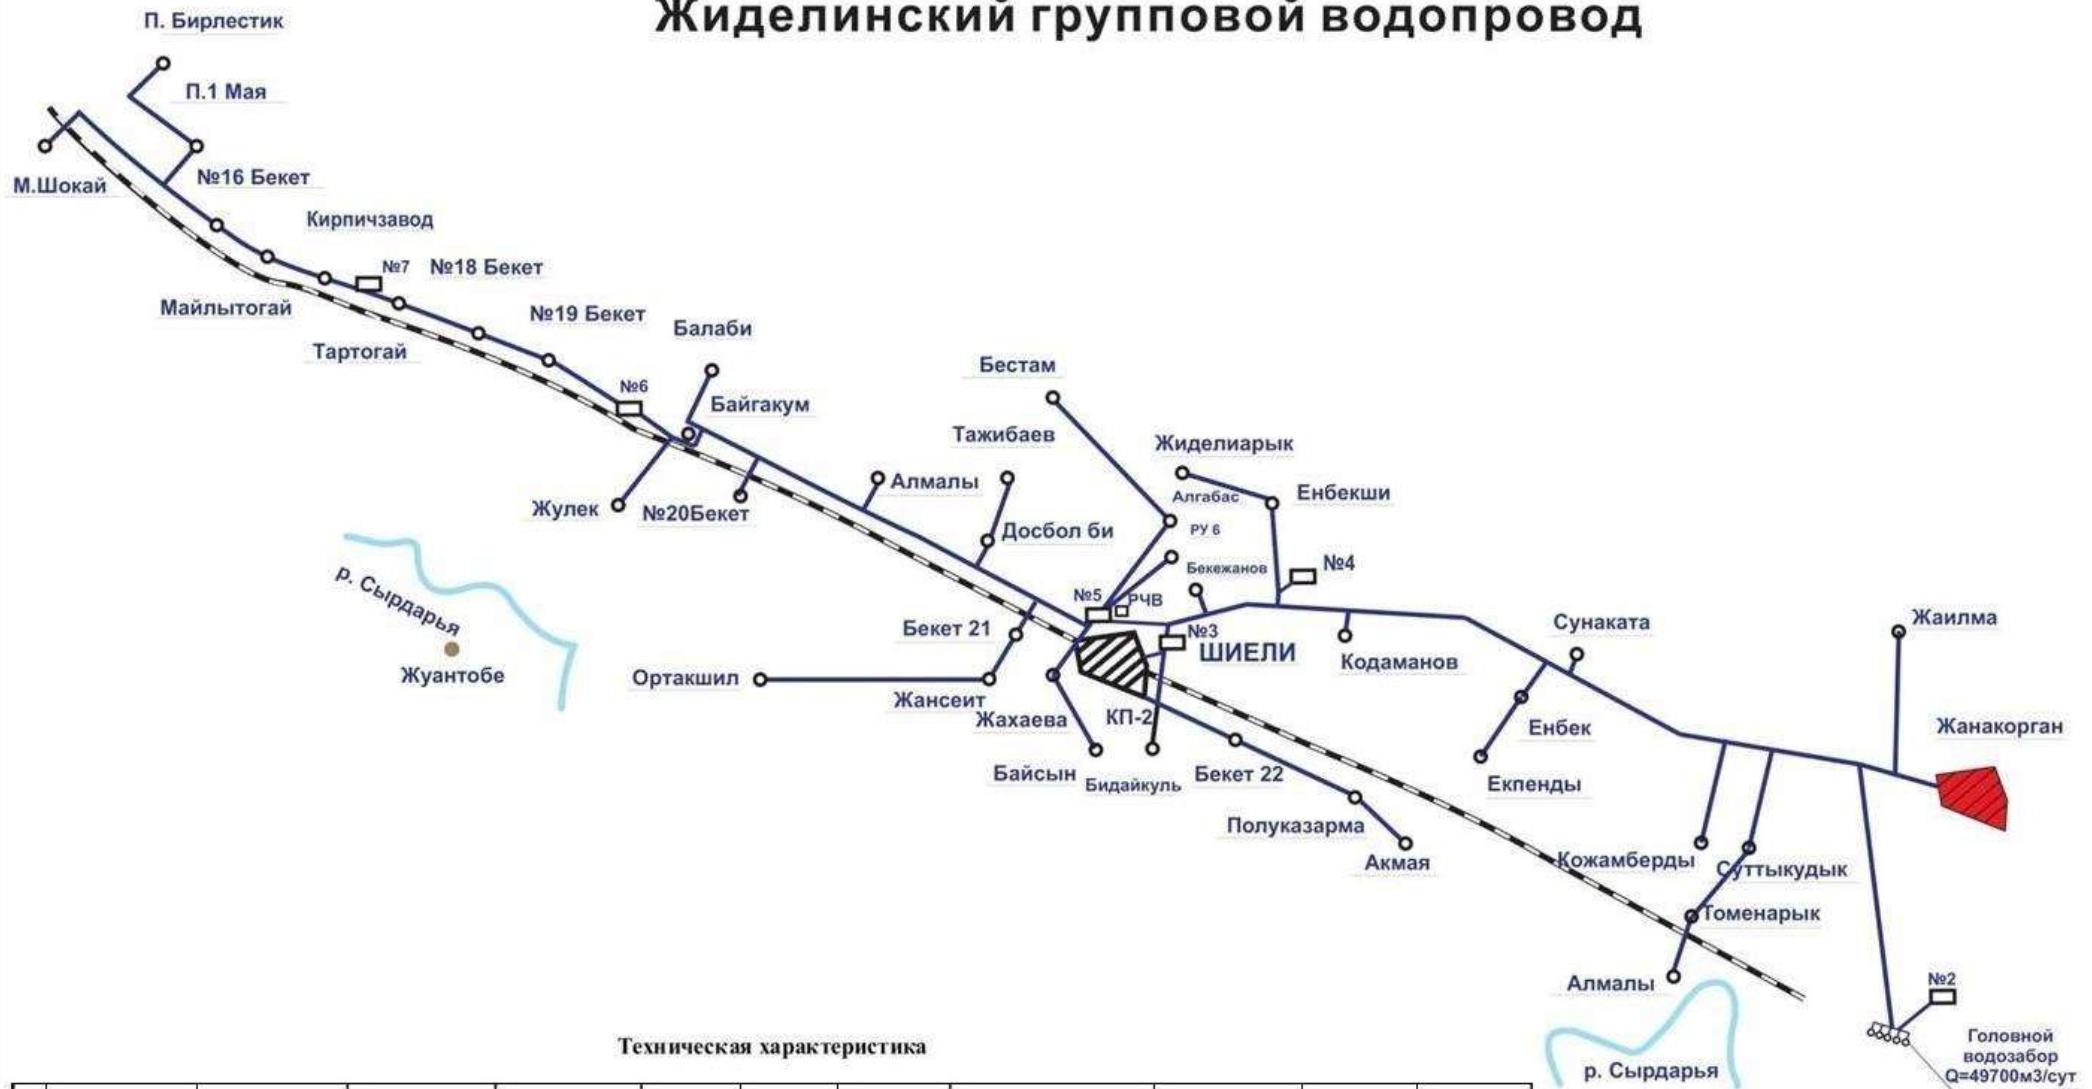 Жиделинский групповой водопровод
П. Бирлестик
П.1 Мая
М.Шокай
№16 Бекет
Кирпичзавод
№7
№18 Бекет
Майлытогай
№19 Бекет
Тартогай
Балаби
№6
Байгакум
Бестам
Тажибаев
Жиделиарык
Алмалы
Алгабас
Енбекши
Жулек
№20Бекет
Досбол би
РУ 6
Бекежанов
№4
р. Сырдарья
№5
РЧВ
Жуантобе
Бекет 21
№3
ШИЕЛИ
Сунаката
Жаилма
Кодаманов
Ортакшил
Жансеит
Жахаева
КП-2
Енбек
Жанакорган
Байсын
Бидайкуль
Бекет 22
Екпенды
Полуказарма
Акмая
Кожамберды
Суттыкудык
Томенарык
Алмалы
№2
Головной
водозабор
Q=49700м3/сут
р. Сырдарья
Техническая характеристика